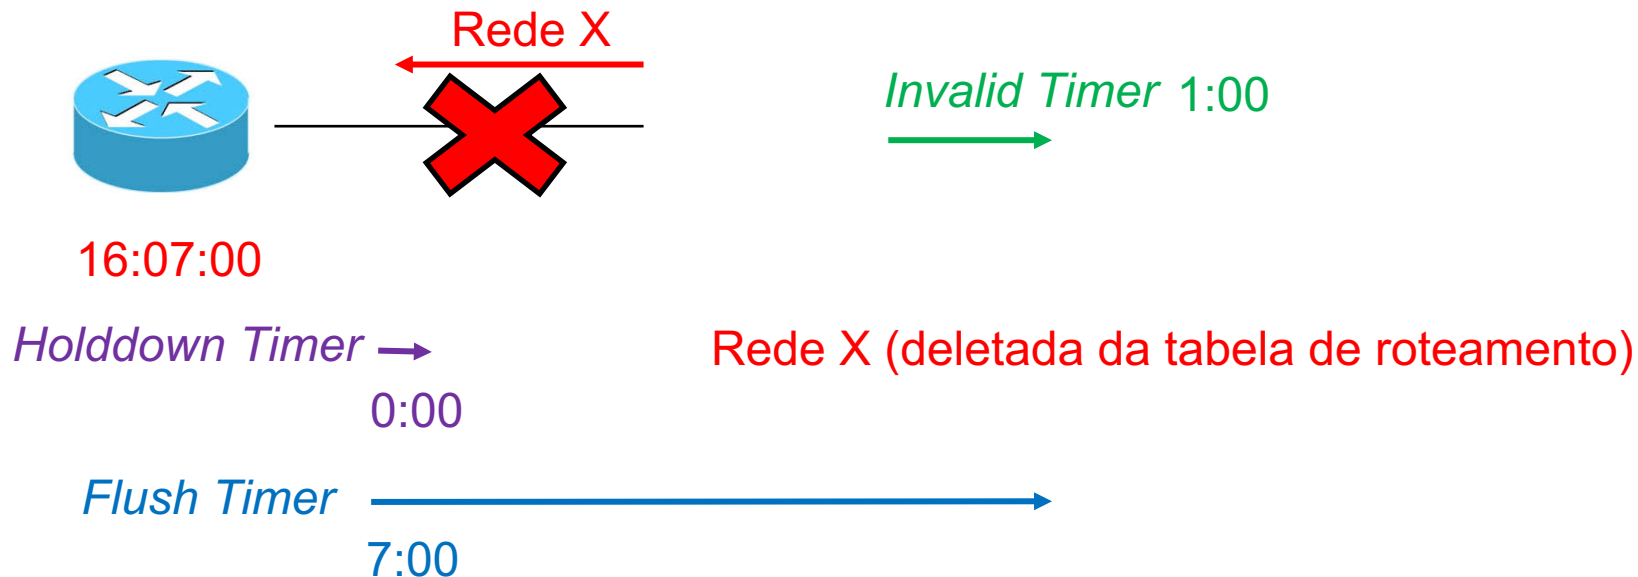 Rede X
Invalid Timer 1:00
16:07:00
Holddown Timer
Rede X (deletada da tabela de roteamento)
0:00
Flush Timer
7:00